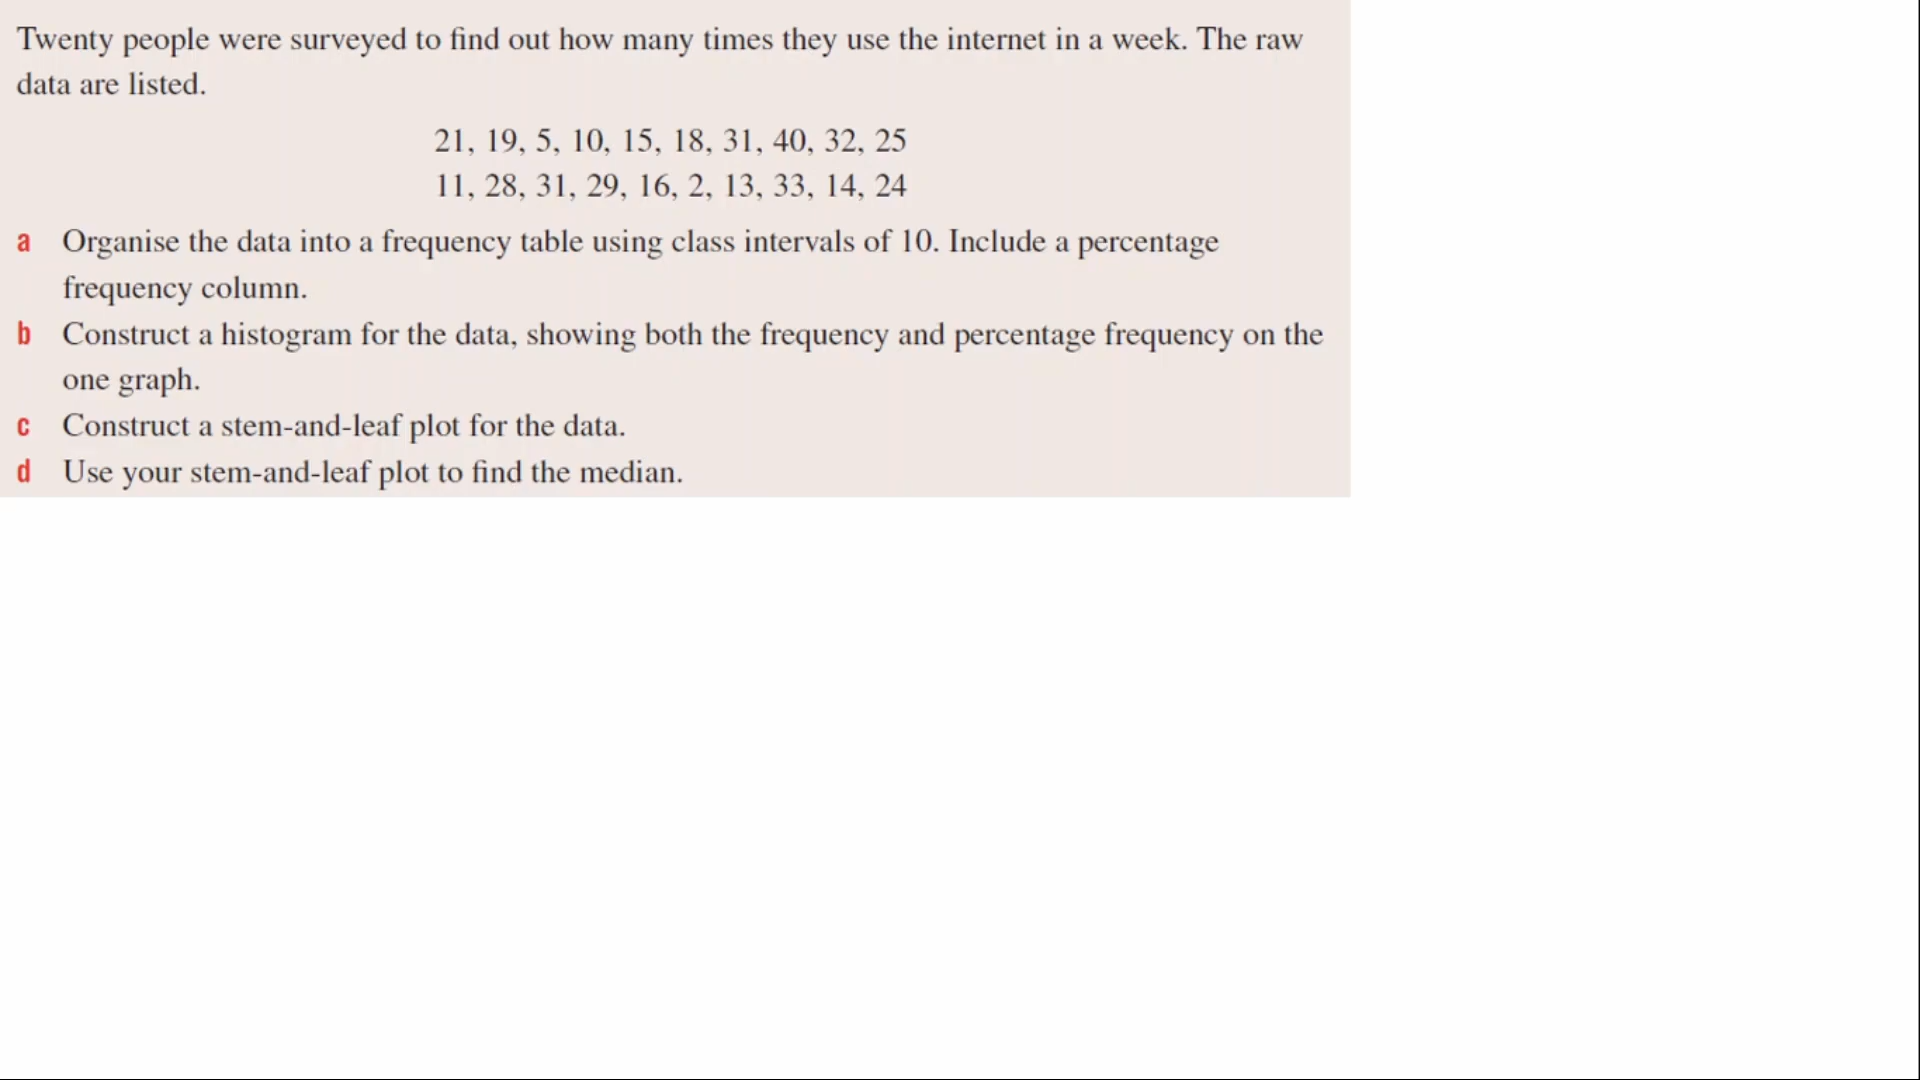 Twenty people were surveyed to find out how many times they use the internet in a week. The raw
data are listed.
21, 19, 5, 10, 15, 18, 31, 40, 32, 25
11, 28, 31, 29, 16, 2, 13, 33, 14, 24
a Organise the data into a frequency table using class intervals of 10. Include a percentage
frequency column.
b Construct a histogram for the data, showing both the frequency and percentage frequency on the
one graph.
c Construct a stem-and-leaf plot for the data.
d Use your stem-and-leaf plot to find the median.